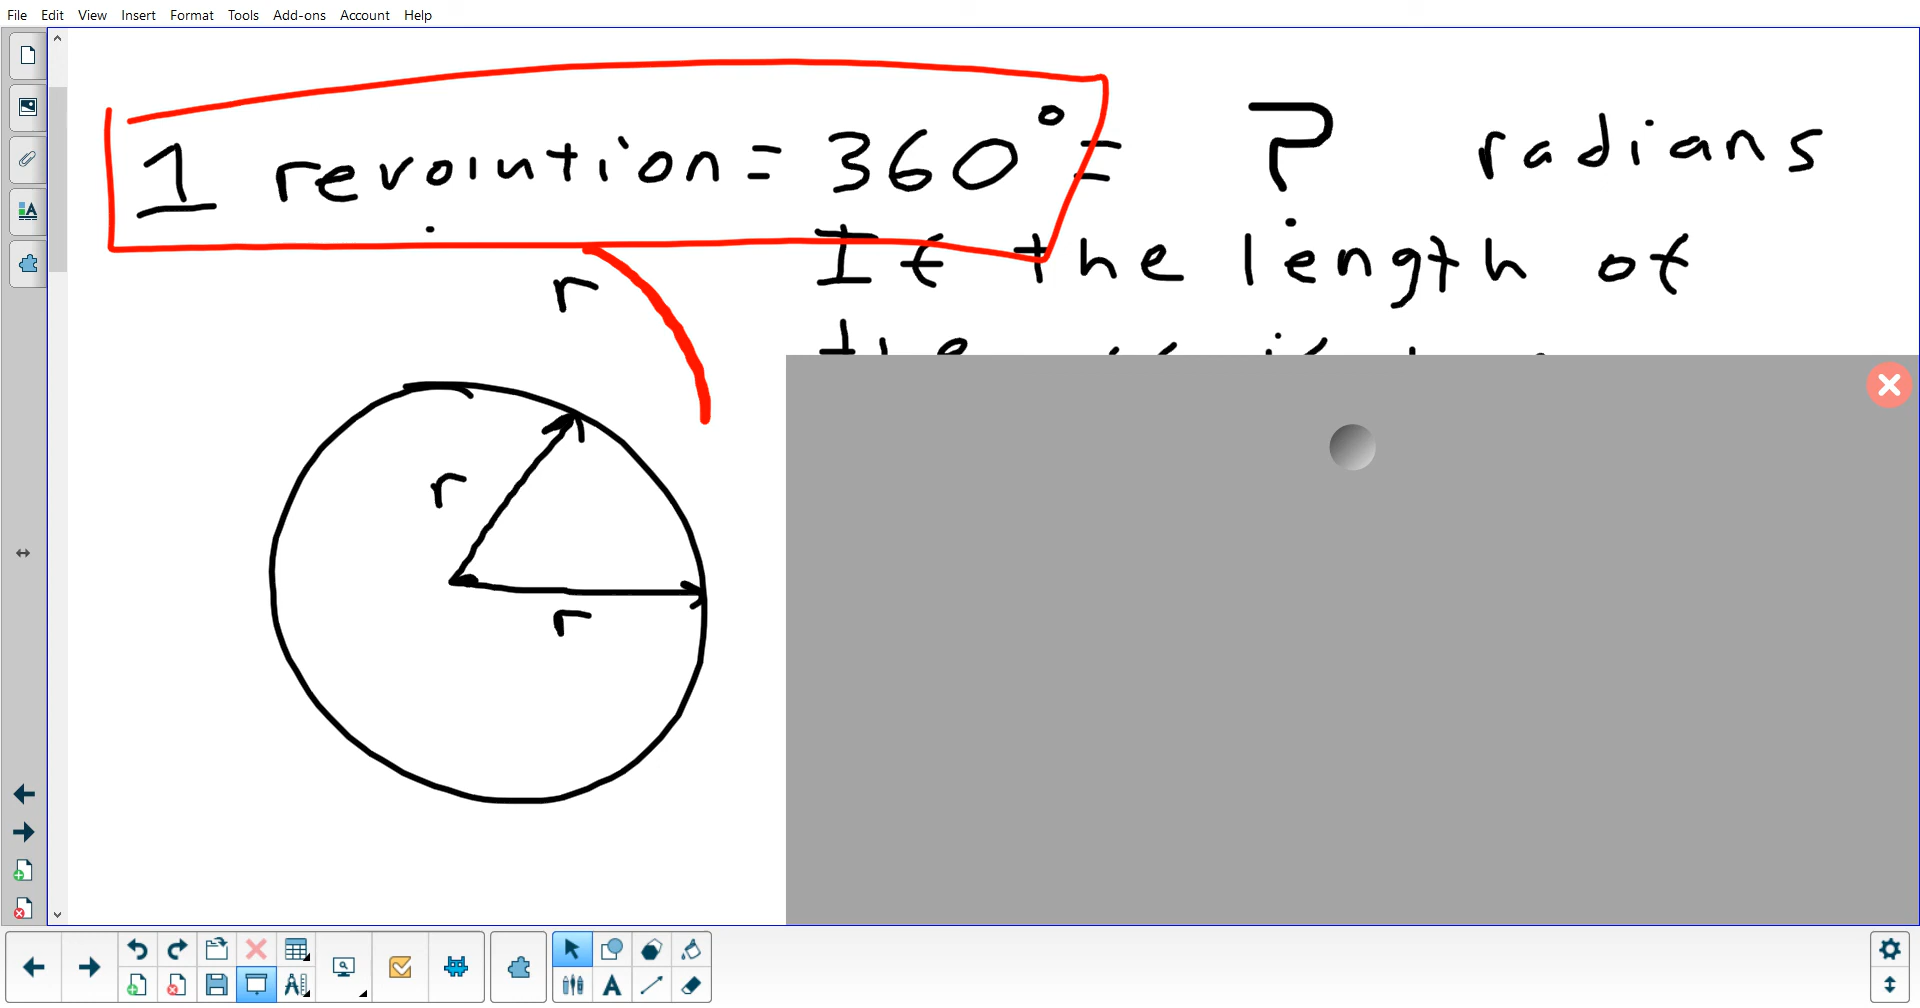 File Edit View Insert Format Tools Add-ons Account Help
1 revolution = 360° = ? radians
If the length of
r
r
r